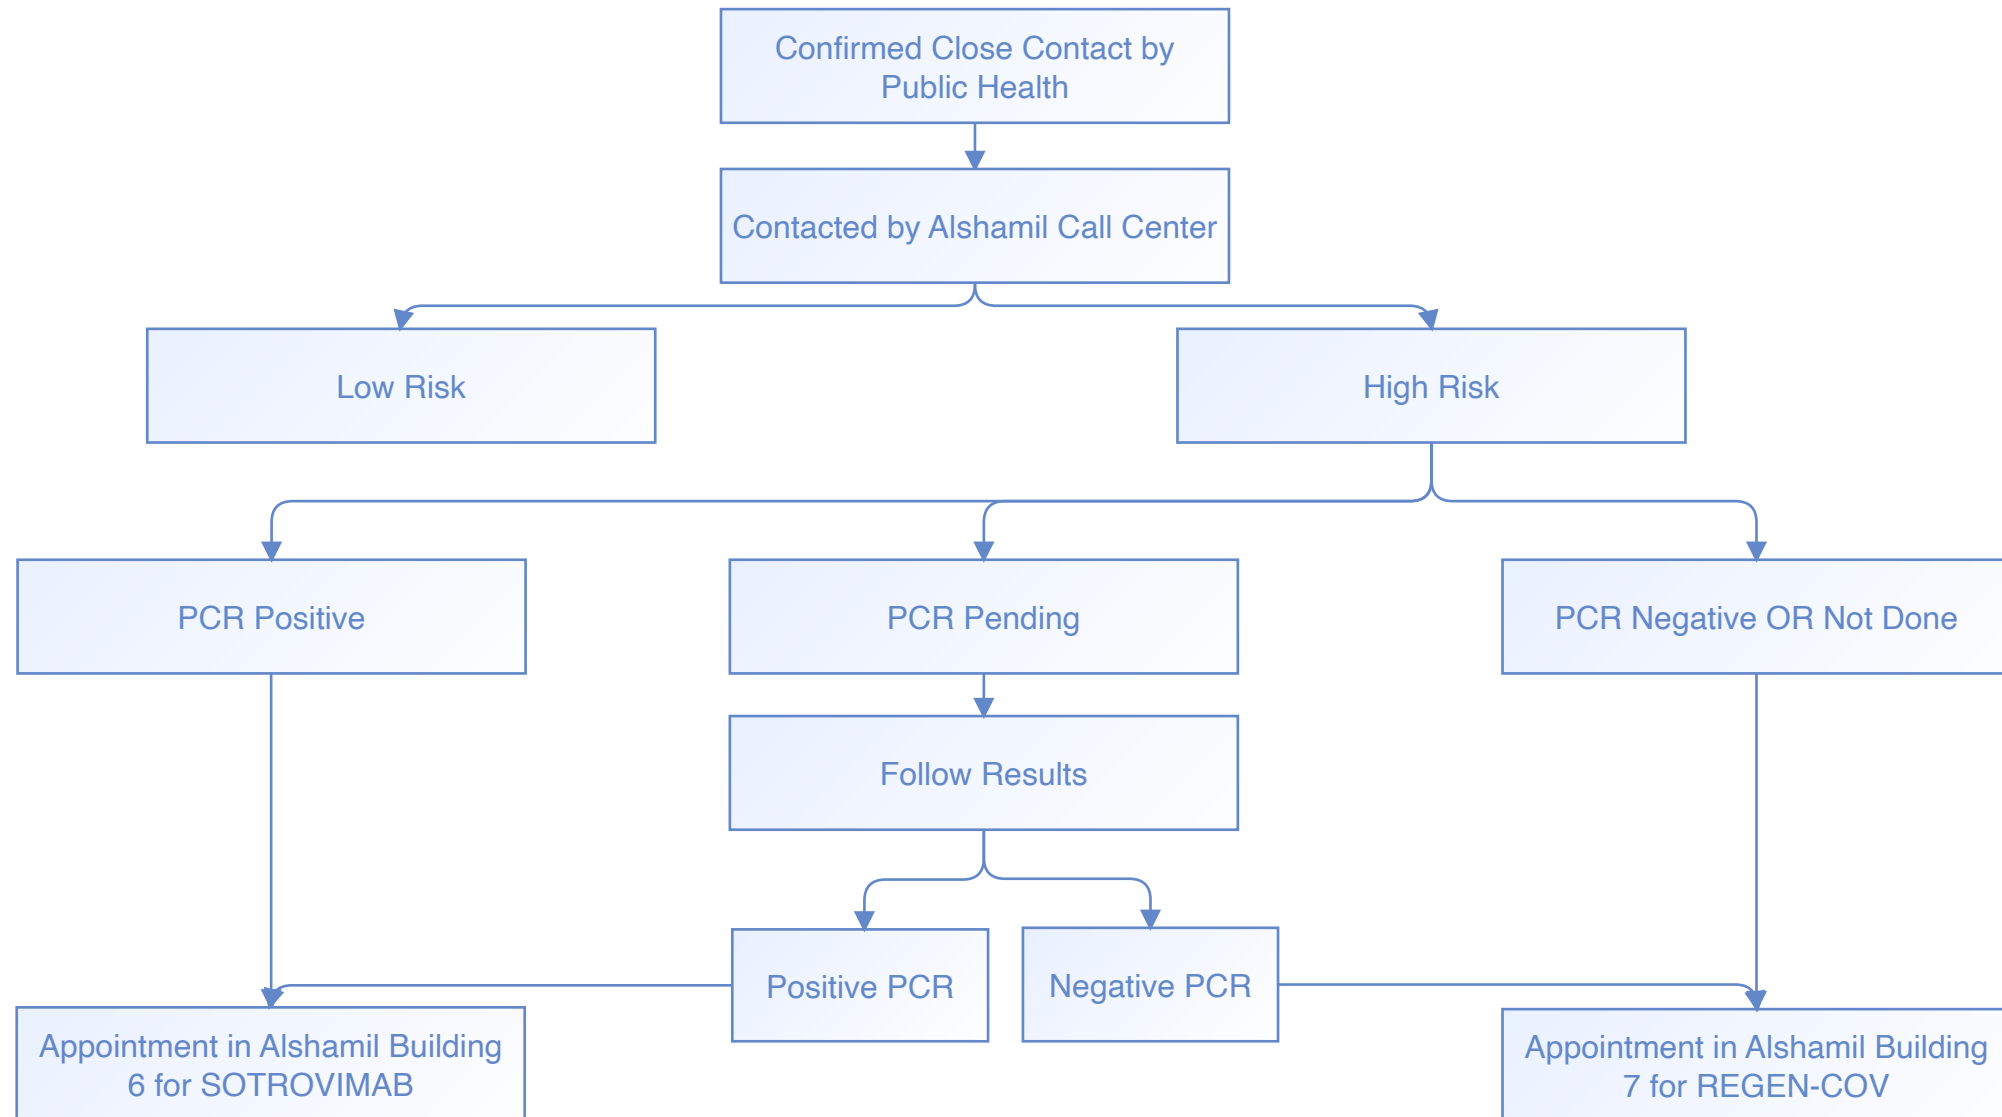 Confirmed Close Contact by
Public Health
Contacted by Alshamil Call Center
Low Risk
High Risk
PCR Positive
PCR Pending
PCR Negative OR Not Done
Follow Results
Positive PCR
Negative PCR
Appointment in Alshamil Building
6 for SOTROVIMAB
Appointment in Alshamil Building
7 for REGEN-COV